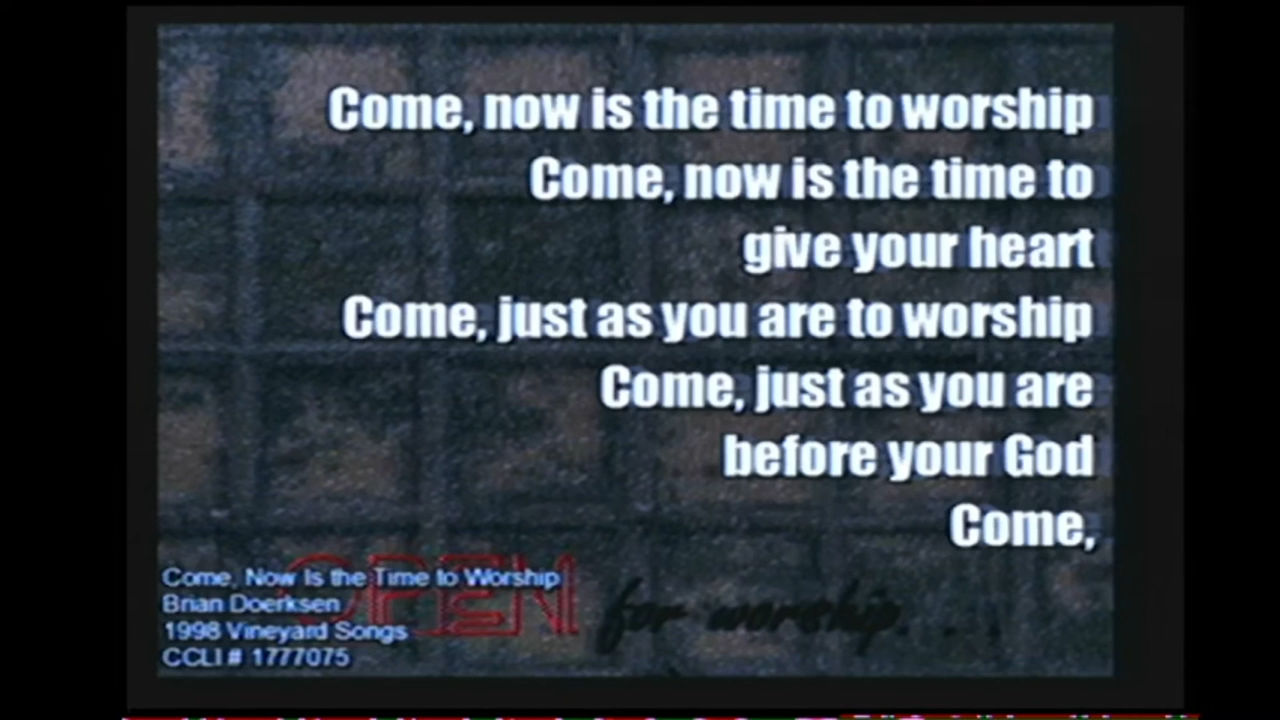 Come, now is the time to worship
Come, now is the time to
give your heart
Come, just as you are to worship
Come, just as you are
before your God
Come,
OPEN for worship. . . .
Come, Now Is the Time to Worship
Brian Doerksen
1998 Vineyard Songs
CCLI # 1777075